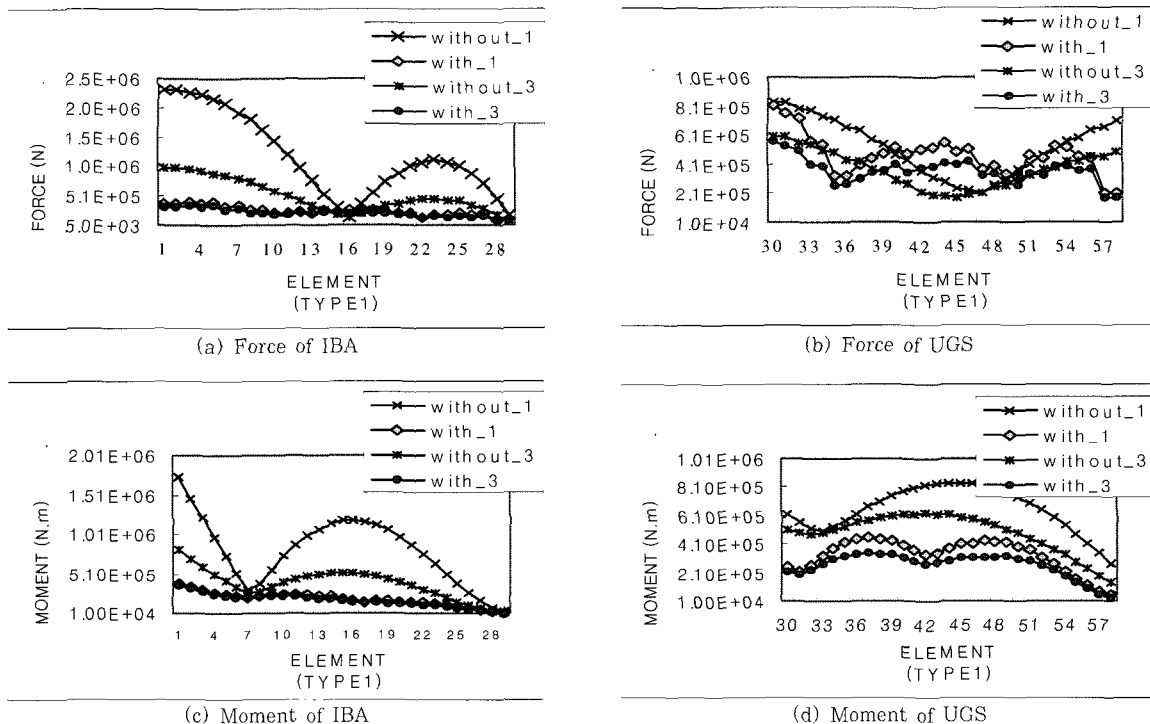 without_1
with_1
without_3
with_3
2.5E+06
2.0E+06
1.5E+06
1.0E+06
5.1E+05
5.0E+03
FORCE (N)
1 4 7 10 13 16 19 22 25 28
ELEMENT
(TYPE1)
(a) Force of IBA
without_1
with_1
without_3
with_3
1.0E+06
8.1E+05
6.1E+05
4.1E+05
2.1E+05
1.0E+04
FORCE (N)
30 33 36 39 42 45 48 51 54 57
ELEMENT
(TYPE1)
(b) Force of UGS
without_1
with_1
without_3
with_3
2.01E+06
1.51E+06
1.01E+06
5.10E+05
1.00E+04
MOMENT (N.m)
1 4 7 10 13 16 19 22 25 28
ELEMENT
(TYPE1)
(c) Moment of IBA
without_1
with_1
without_3
with_3
1.01E+06
8.10E+05
6.10E+05
4.10E+05
2.10E+05
1.00E+04
MOMENT (N.m)
30 33 36 39 42 45 48 51 54 57
ELEMENT
(TYPE1)
(d) Moment of UGS